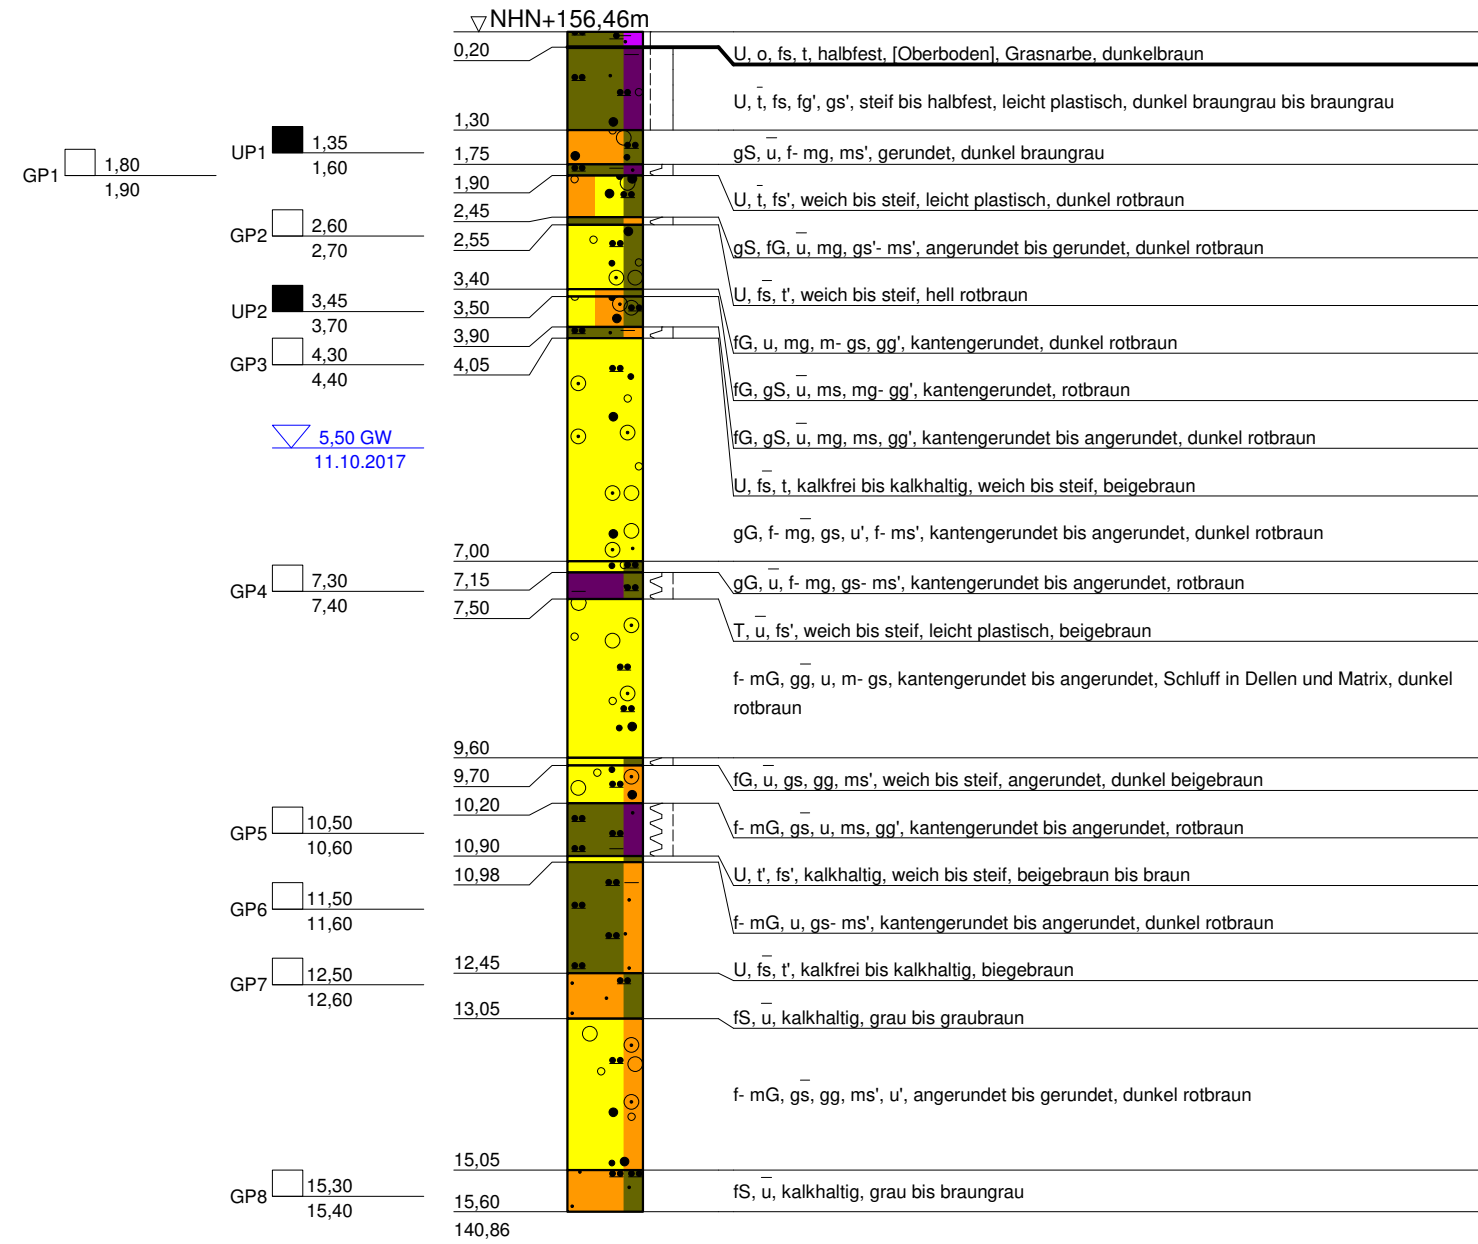 NHN+156,46m
0,20
U, o, fs, t, halbfest, [Oberboden], Grasnarbe, dunkelbraun
U, t̄, fs, fg', gs', steif bis halbfest, leicht plastisch, dunkel braungrau bis braungrau
1,30
UP1 1,35
1,60
gS, ū, f- mg, ms', gerundet, dunkel braungrau
GP1 1,80
1,90
1,75
1,90
U, t̄, fs', weich bis steif, leicht plastisch, dunkel rotbraun
2,45
GP2 2,60
2,70
2,55
gS, fG, ū, mg, gs'- ms', angerundet bis gerundet, dunkel rotbraun
3,40
U, fs̄, t', weich bis steif, hell rotbraun
UP2 3,45
3,70
3,50
3,90
fG, u, mg, m- gs, gg', kantengerundet, dunkel rotbraun
GP3 4,30
4,40
4,05
fG, gS, ū, ms, mg- gg', kantengerundet, rotbraun
5,50 GW
11.10.2017
fG, gS, ū, mg, ms, gg', kantengerundet bis angerundet, dunkel rotbraun
U, fs̄, t, kalkfrei bis kalkhaltig, weich bis steif, beigebraun
gG, f- mḡ, gs, u', f- ms', kantengerundet bis angerundet, dunkel rotbraun
7,00
GP4 7,30
7,40
7,15
gG, ū, f- mg, gs- ms', kantengerundet bis angerundet, rotbraun
7,50
T, ū, fs', weich bis steif, leicht plastisch, beigebraun
f- mG, gḡ, u, m- gs, kantengerundet bis angerundet, Schluff in Dellen und Matrix, dunkel
rotbraun
9,60
9,70
fG, ū, gs, gg, ms', weich bis steif, angerundet, dunkel beigebraun
10,20
GP5 10,50
10,60
f- mG, gs̄, u, ms, gg', kantengerundet bis angerundet, rotbraun
10,90
10,98
U, t', fs', kalkhaltig, weich bis steif, beigebraun bis braun
GP6 11,50
11,60
f- mG, u, gs- ms', kantengerundet bis angerundet, dunkel rotbraun
12,45
GP7 12,50
12,60
U, fs̄, t', kalkfrei bis kalkhaltig, biegebraun
13,05
fS, ū, kalkhaltig, grau bis graubraun
f- mG, gs̄, gg, ms', u', angerundet bis gerundet, dunkel rotbraun
15,05
GP8 15,30
15,40
fS, ū, kalkhaltig, grau bis braungrau
15,60
140,86